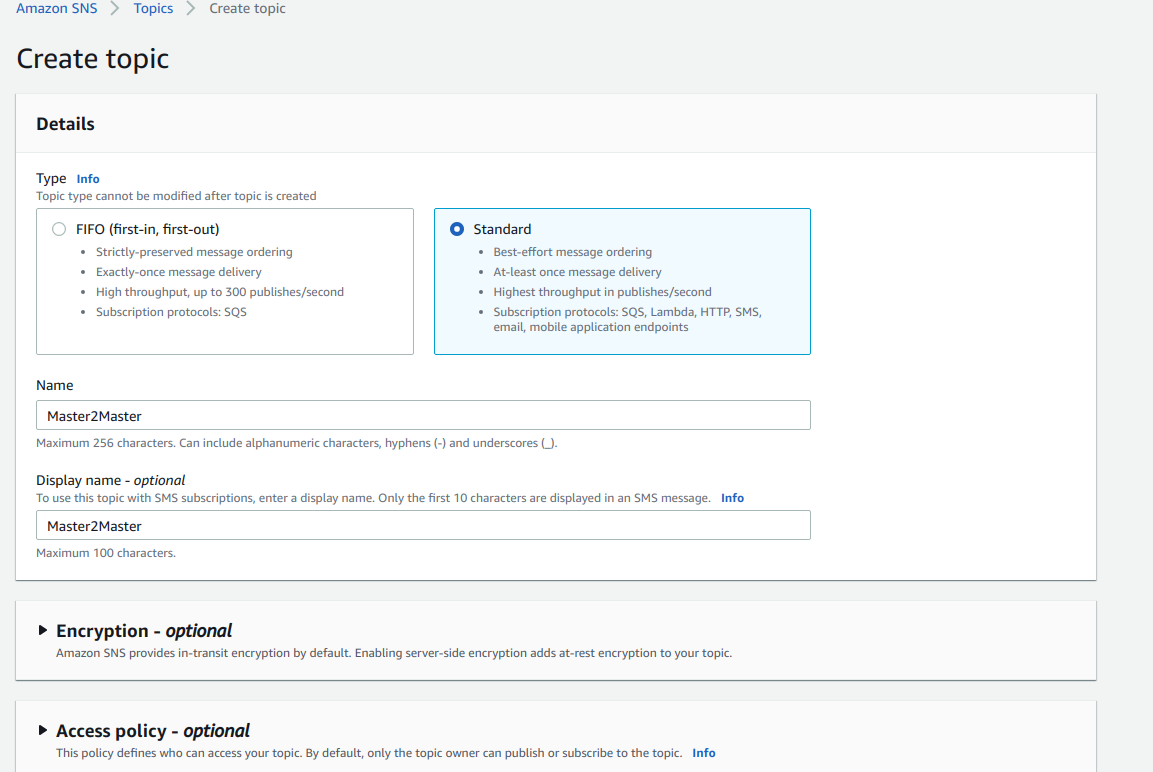 Amazon SNS > Topics > Create topic
Create topic
Details
Type Info
Topic type cannot be modified after topic is created
FIFO (first-in, first-out)
• Strictly-preserved message ordering
• Exactly-once message delivery
• High throughput, up to 300 publishes/second
• Subscription protocols: SQS
Standard
• Best-effort message ordering
• At-least once message delivery
• Highest throughput in publishes/second
• Subscription protocols: SQS, Lambda, HTTP, SMS,
email, mobile application endpoints
Name
Master2Master
Maximum 256 characters. Can include alphanumeric characters, hyphens (-) and underscores (_).
Display name - optional
To use this topic with SMS subscriptions, enter a display name. Only the first 10 characters are displayed in an SMS message. Info
Master2Master
Maximum 100 characters.
Encryption - optional
Amazon SNS provides in-transit encryption by default. Enabling server-side encryption adds at-rest encryption to your topic.
Access policy - optional
This policy defines who can access your topic. By default, only the topic owner can publish or subscribe to the topic. Info